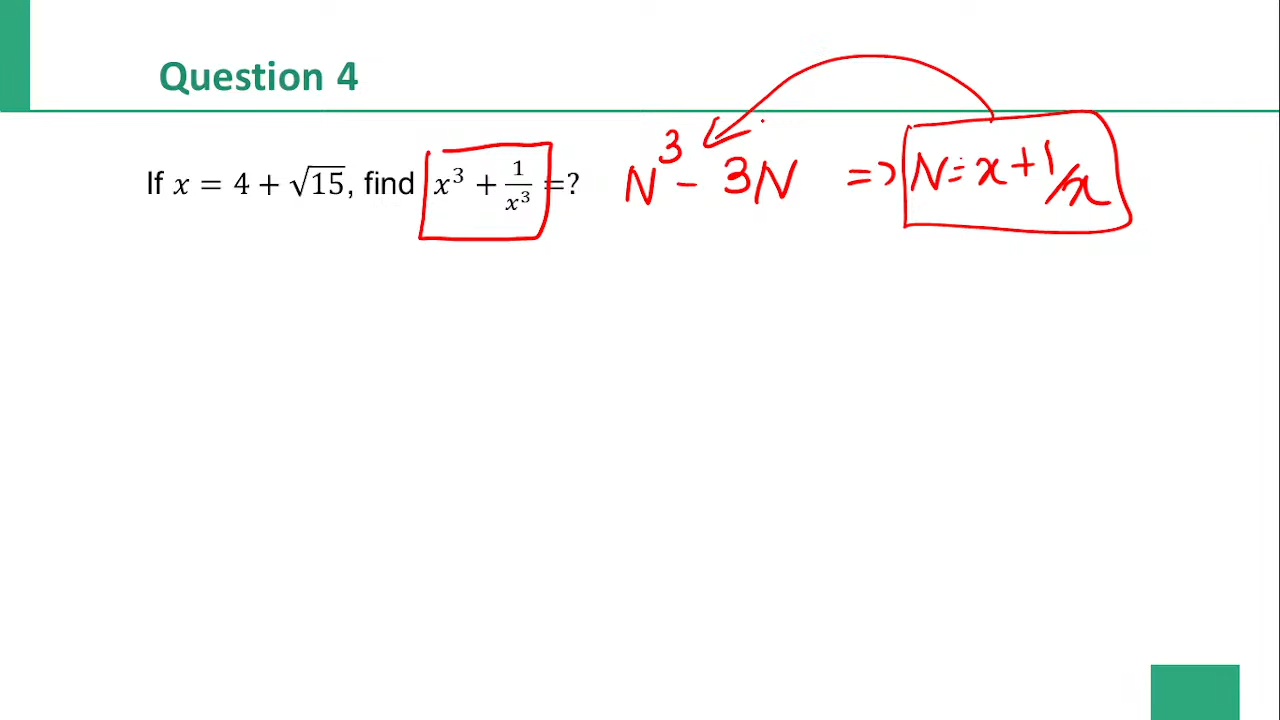 Question 4
If x = 4 + √15, find x³ + 1/x³ =? N³ - 3N => N = x + 1/x